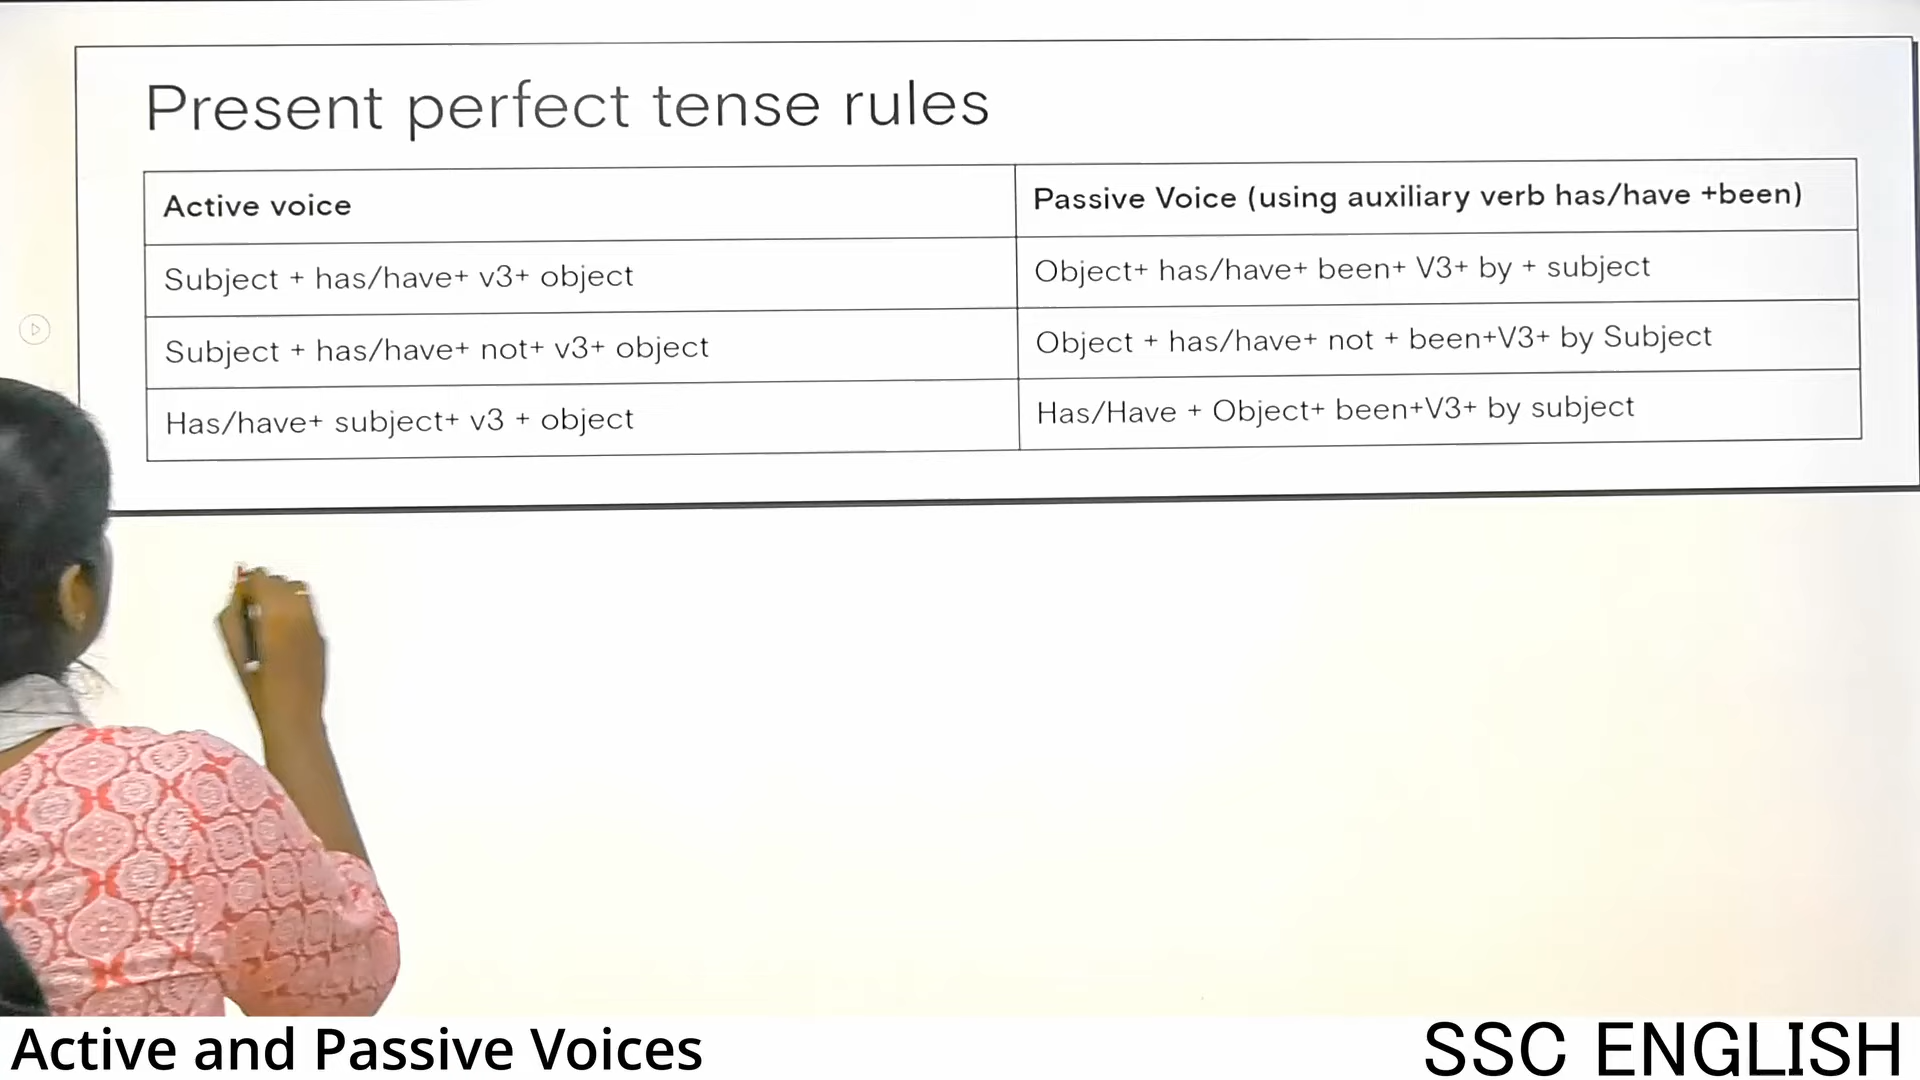 Present perfect tense rules
Active voice
Passive Voice (using auxiliary verb has/have +been)
Subject + has/have+ v3+ object
Object+ has/have+ been+ V3+ by + subject
Subject + has/have+ not+ v3+ object
Object + has/have+ not + been+V3+ by Subject
Has/have+ subject+ v3 + object
Has/Have + Object+ been+V3+ by subject
Active and Passive Voices
SSC ENGLISH